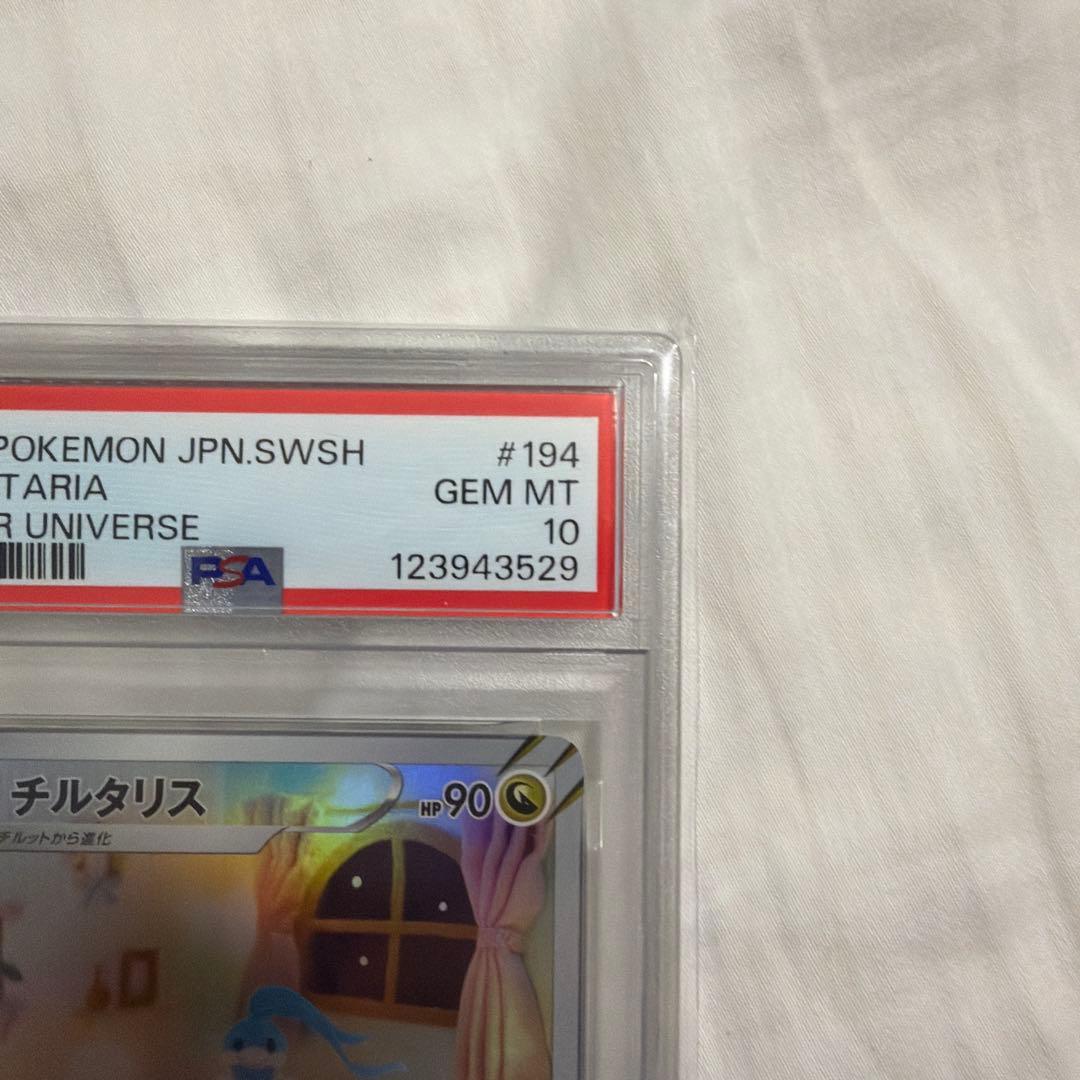 POKEMON JPN.SWSH #194
TARIA GEM MT
R UNIVERSE 10
PSA 123943529
チルタリス HP90
チルットから進化